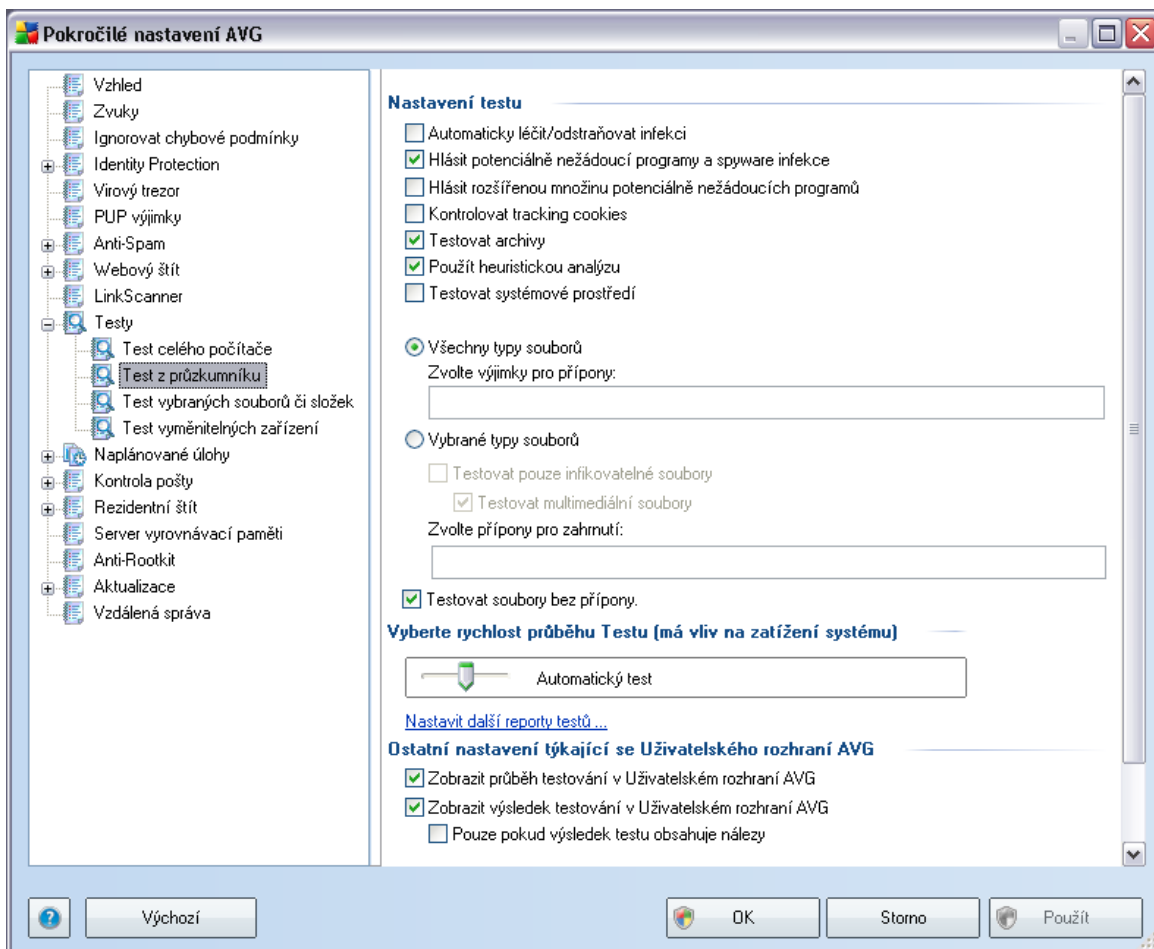 Pokročilé nastavení AVG
Vzhled
Zvuky
Ignorovat chybové podmínky
Identity Protection
Virový trezor
PUP výjimky
Anti-Spam
Webový štít
LinkScanner
Testy
Test celého počítače
Test z průzkumníku
Test vybraných souborů či složek
Test vyměnitelných zařízení
Naplánované úlohy
Kontrola pošty
Rezidentní štít
Server vyrovnávací paměti
Anti-Rootkit
Aktualizace
Vzdálená správa
Nastavení testu
Automaticky léčit/odstraňovat infekci
Hlásit potenciálně nežádoucí programy a spyware infekce
Hlásit rozšířenou množinu potenciálně nežádoucích programů
Kontrolovat tracking cookies
Testovat archivy
Použít heuristickou analýzu
Testovat systémové prostředí
Všechny typy souborů
Zvolte výjimky pro přípony:
Vybrané typy souborů
Testovat pouze infikovatelné soubory
Testovat multimediální soubory
Zvolte přípony pro zahrnutí:
Testovat soubory bez přípony.
Vyberte rychlost průběhu Testu (má vliv na zatížení systému)
Automatický test
Nastavit další reporty testů ...
Ostatní nastavení týkající se Uživatelského rozhraní AVG
Zobrazit průběh testování v Uživatelském rozhraní AVG
Zobrazit výsledek testování v Uživatelském rozhraní AVG
Pouze pokud výsledek testu obsahuje nálezy
? Výchozí OK Storno Použít